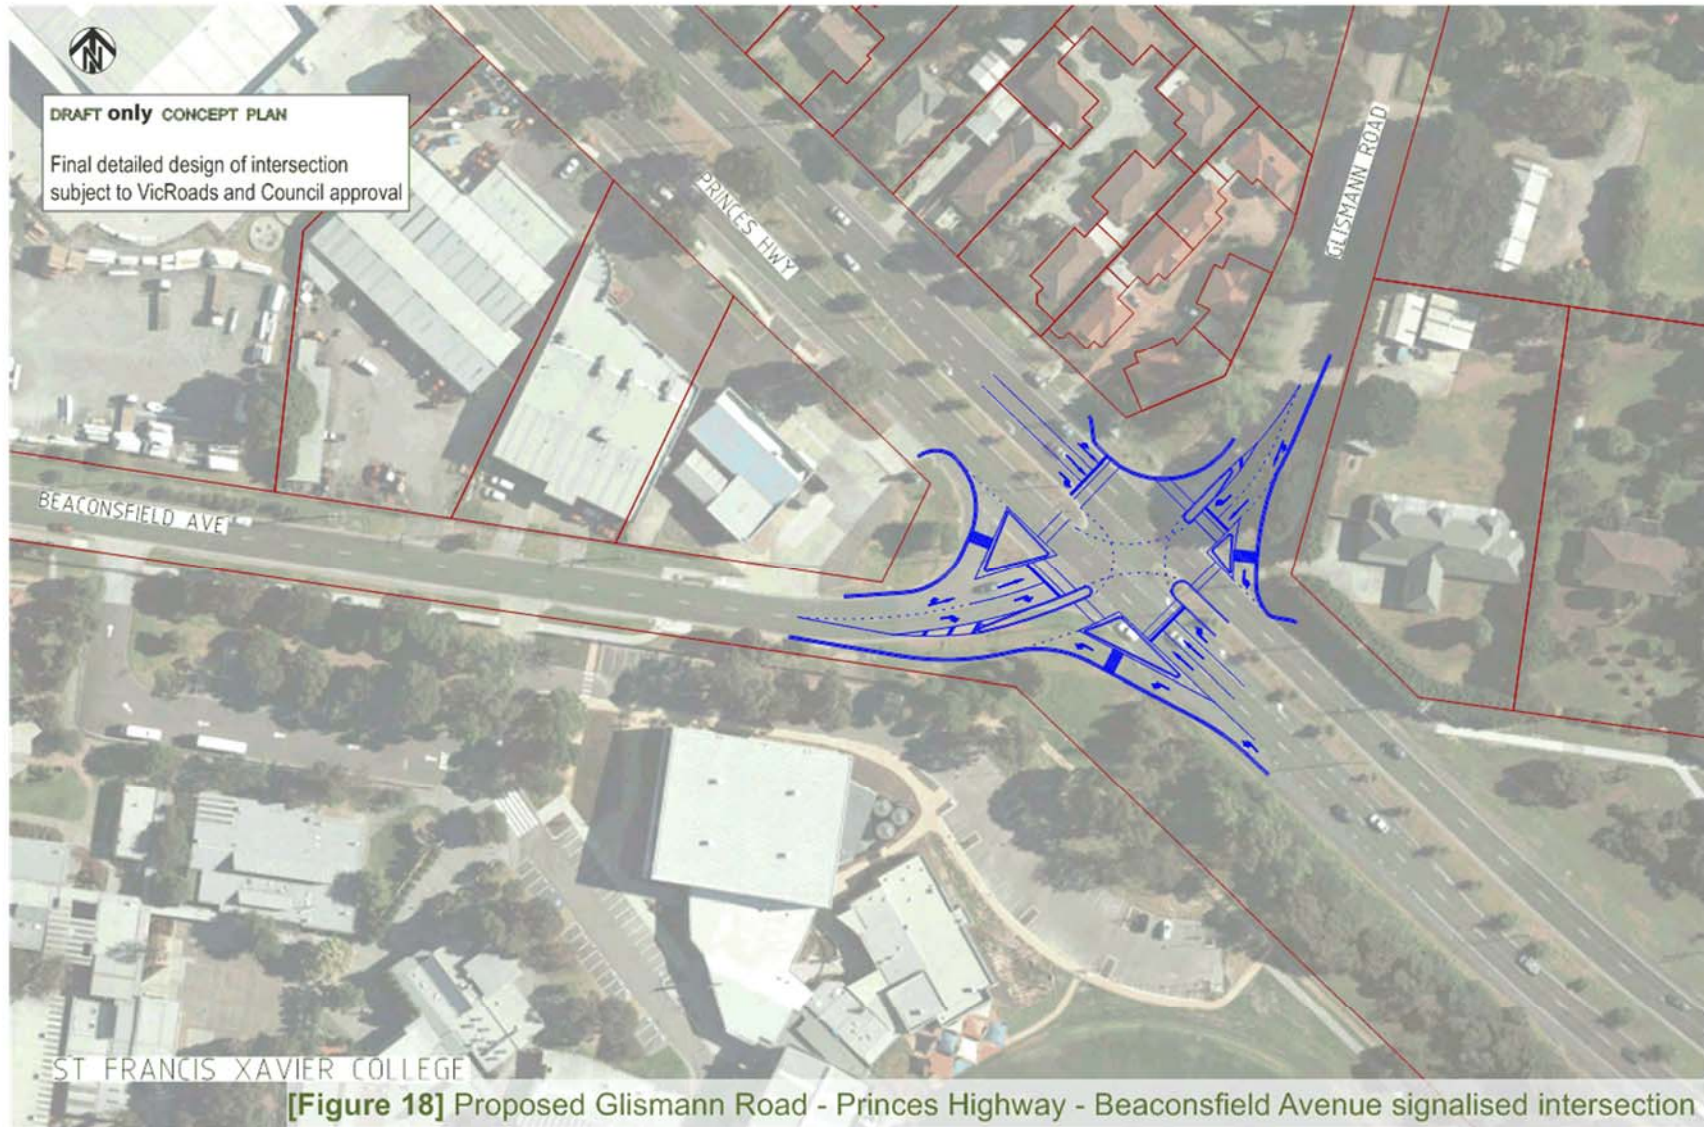 N
DRAFT only CONCEPT PLAN
Final detailed design of intersection
subject to VicRoads and Council approval
PRINCES HWY
GLISMANN ROAD
BEACONSFIELD AVE
ST FRANCIS XAVIER COLLEGE
[Figure 18] Proposed Glismann Road - Princes Highway - Beaconsfield Avenue signalised intersection